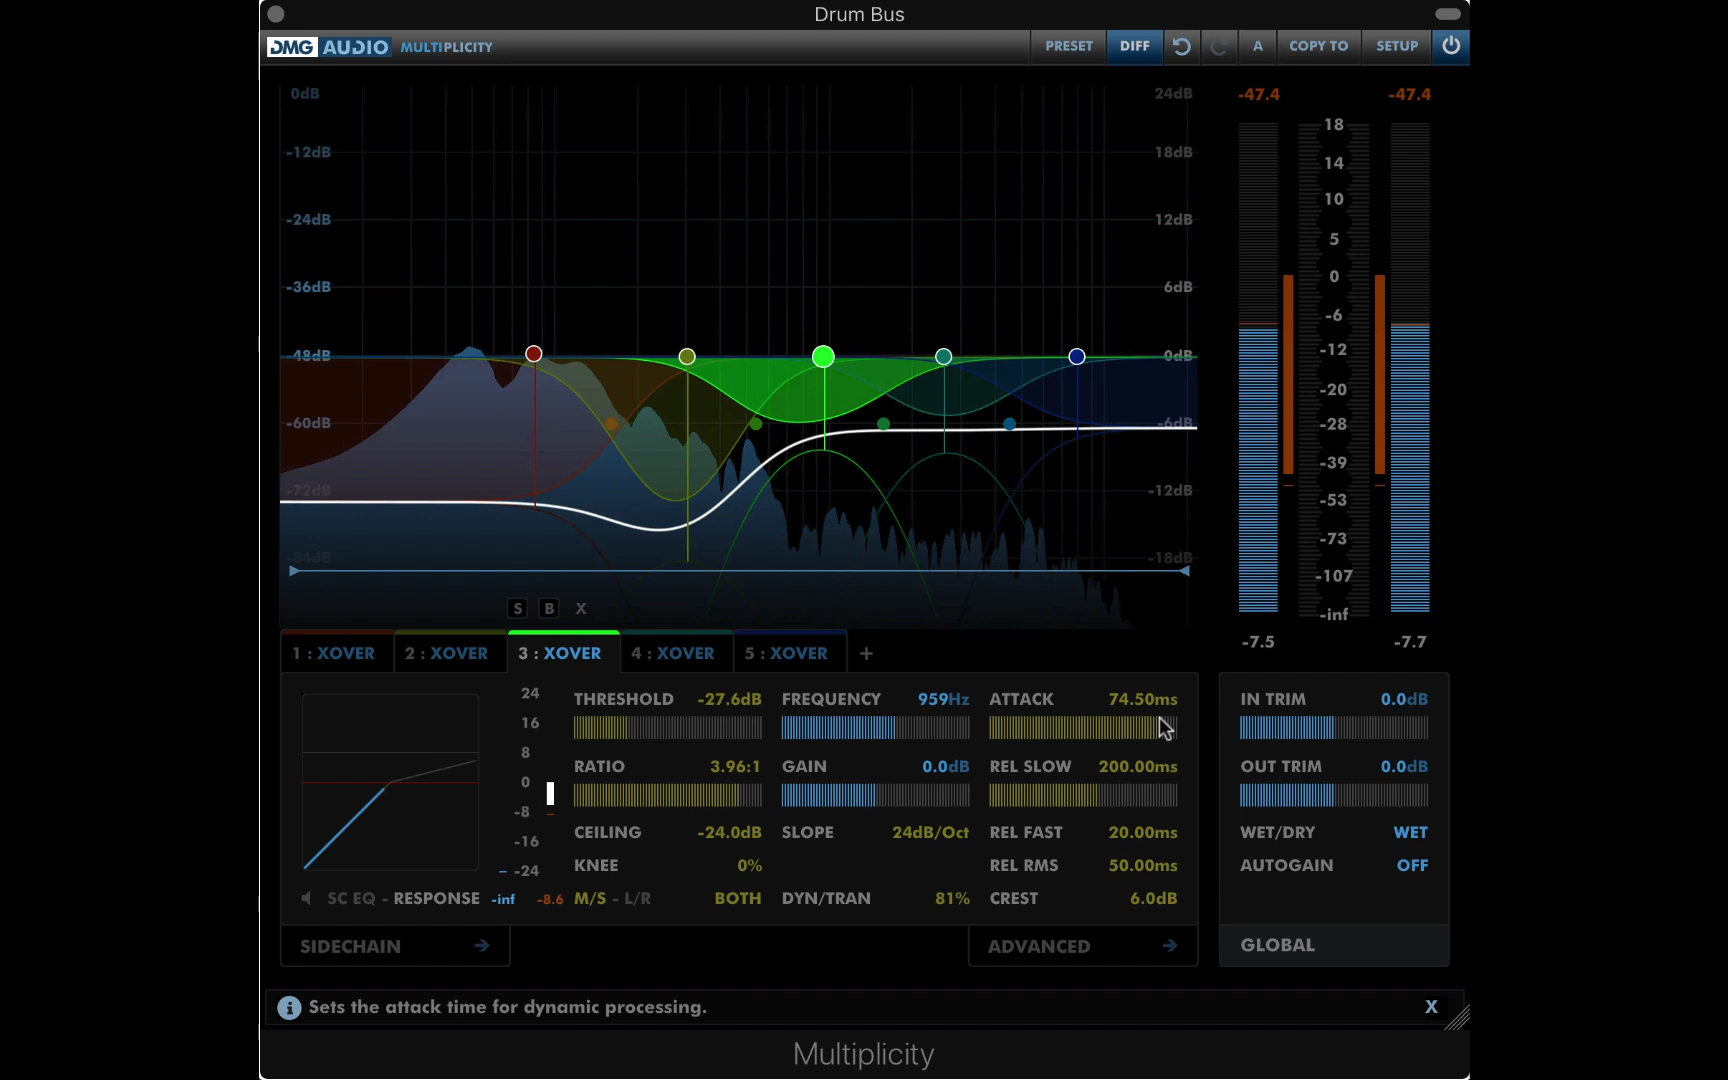 Drum Bus
DMG AUDIO MULTIPLICITY PRESET DIFF A COPY TO SETUP
0dB 24dB -47.4 -47.4
-12dB 18dB
-24dB 12dB
-36dB 6dB
-48dB 0dB
-60dB -6dB
-72dB -12dB
-84dB -18dB
18
14
10
5
0
-6
-12
-20
-28
-39
-53
-73
-107
-inf
-7.5 -7.7
S B X
1 : XOVER 2 : XOVER 3 : XOVER 4 : XOVER 5 : XOVER +
24
16
8
0
-8
-16
-24
THRESHOLD -27.6dB FREQUENCY 959Hz ATTACK 74.50ms IN TRIM 0.0dB
RATIO 3.96:1 GAIN 0.0dB REL SLOW 200.00ms OUT TRIM 0.0dB
CEILING -24.0dB SLOPE 24dB/Oct REL FAST 20.00ms WET/DRY WET
KNEE 0% REL RMS 50.00ms AUTOGAIN OFF
SC EQ - RESPONSE -inf -8.6 M/S - L/R BOTH DYN/TRAN 81% CREST 6.0dB
SIDECHAIN ADVANCED GLOBAL
Sets the attack time for dynamic processing. X
Multiplicity